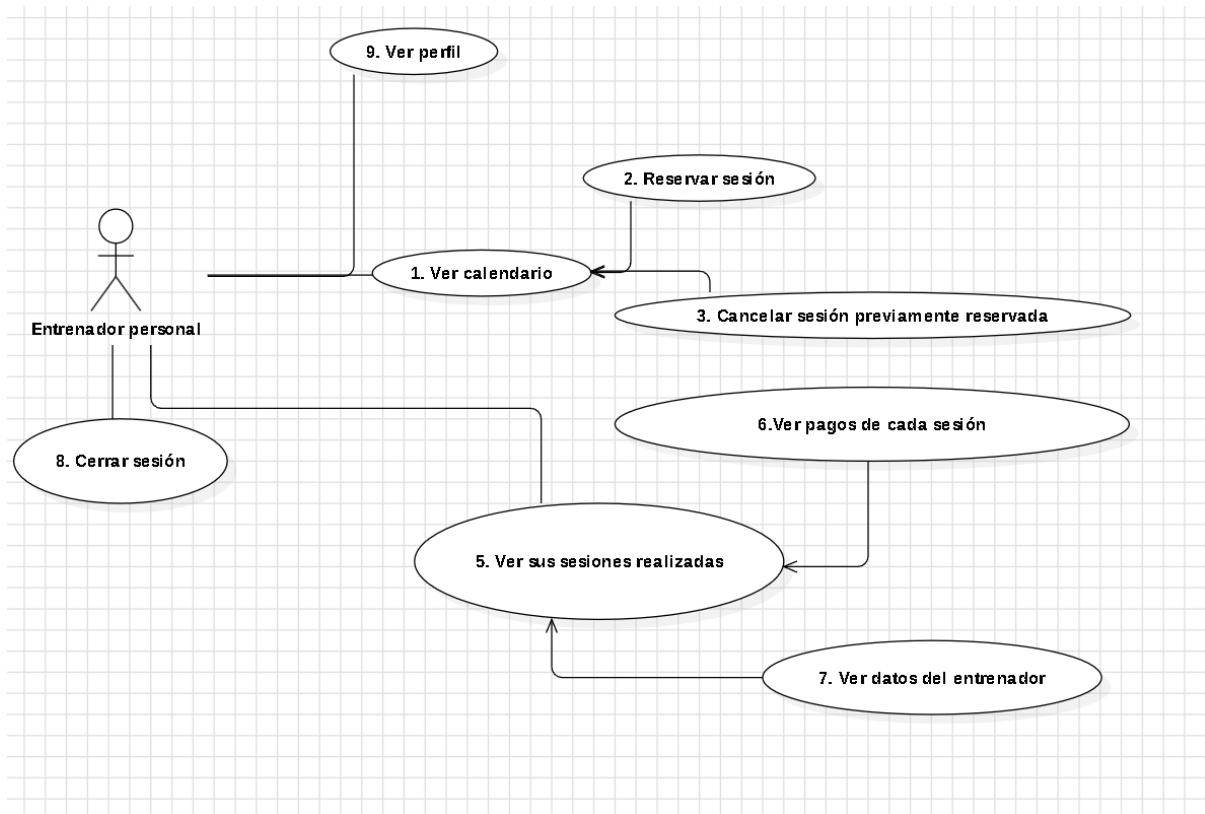 9. Ver perfil
2. Reservar sesión
1. Ver calendario
3. Cancelar sesión previamente reservada
Entrenador personal
6.Ver pagos de cada sesión
8. Cerrar sesión
5. Ver sus sesiones realizadas
7. Ver datos del entrenador